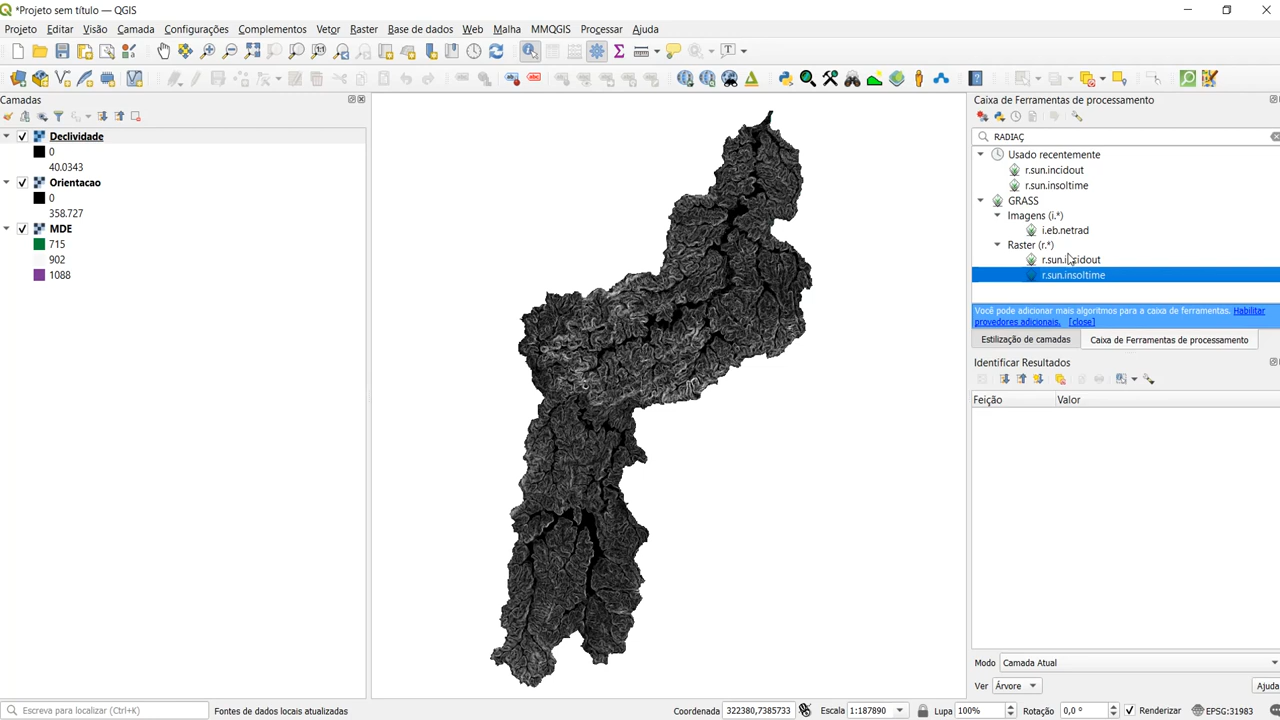 *Projeto sem título — QGIS
Projeto Editar Visão Camada Configurações Complementos Vetor Raster Base de dados Web Malha MMQGIS Processar Ajuda
Camadas
Declividade
0
40.0343
Orientacao
0
358.727
MDE
715
902
1088
Caixa de Ferramentas de processamento
RADIAÇ
Usado recentemente
r.sun.incidout
r.sun.insoltime
GRASS
Imagens (i.*)
i.eb.netrad
Raster (r.*)
r.sun.incidout
r.sun.insoltime
Você pode adicionar mais algoritmos para a caixa de ferramentas. Habilitar
provedores adicionais. [close]
Estilização de camadas Caixa de Ferramentas de processamento
Identificar Resultados
Feição Valor
Modo Camada Atual
Ver Árvore Ajuda
Escreva para localizar (Ctrl+K) Fontes de dados locais atualizadas Coordenada 322380,7385733 Escala 1:187890 Lupa 100% Rotação 0,0 ° Renderizar EPSG:31983